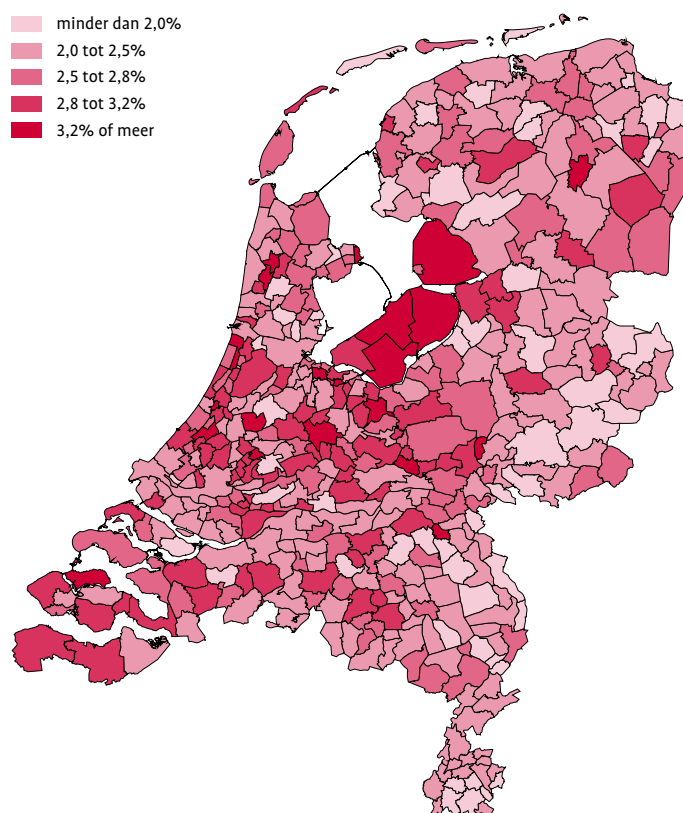 minder dan 2,0%
2,0 tot 2,5%
2,5 tot 2,8%
2,8 tot 3,2%
3,2% of meer